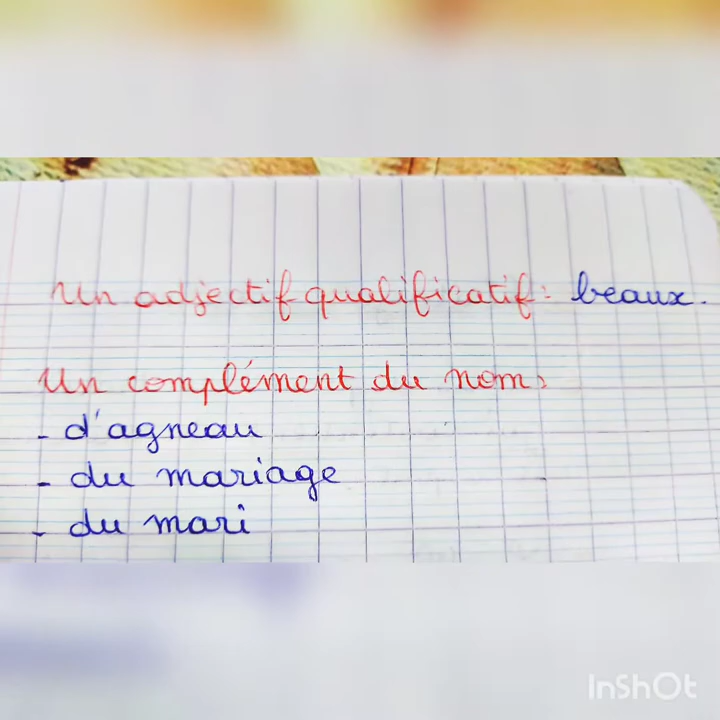 Un adjectif qualificatif: beaux.
Un complément du nom:
- d'agneau
- du mariage
- du mari
InShOt